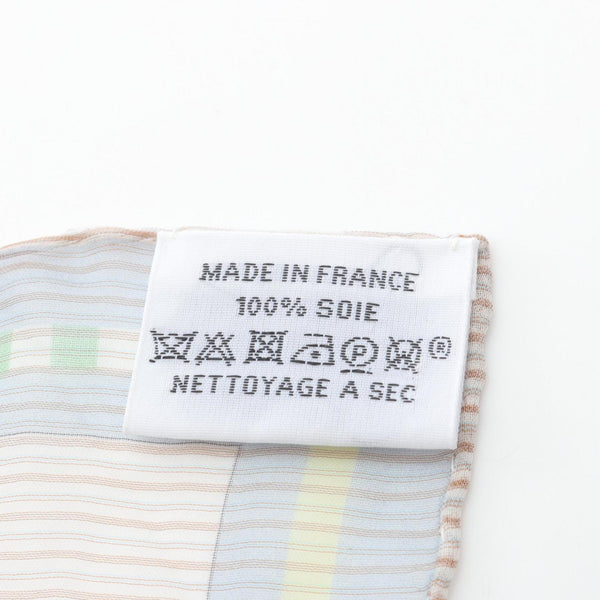 MADE IN FRANCE
100% SOIE
P ®
NETTOYAGE A SEC